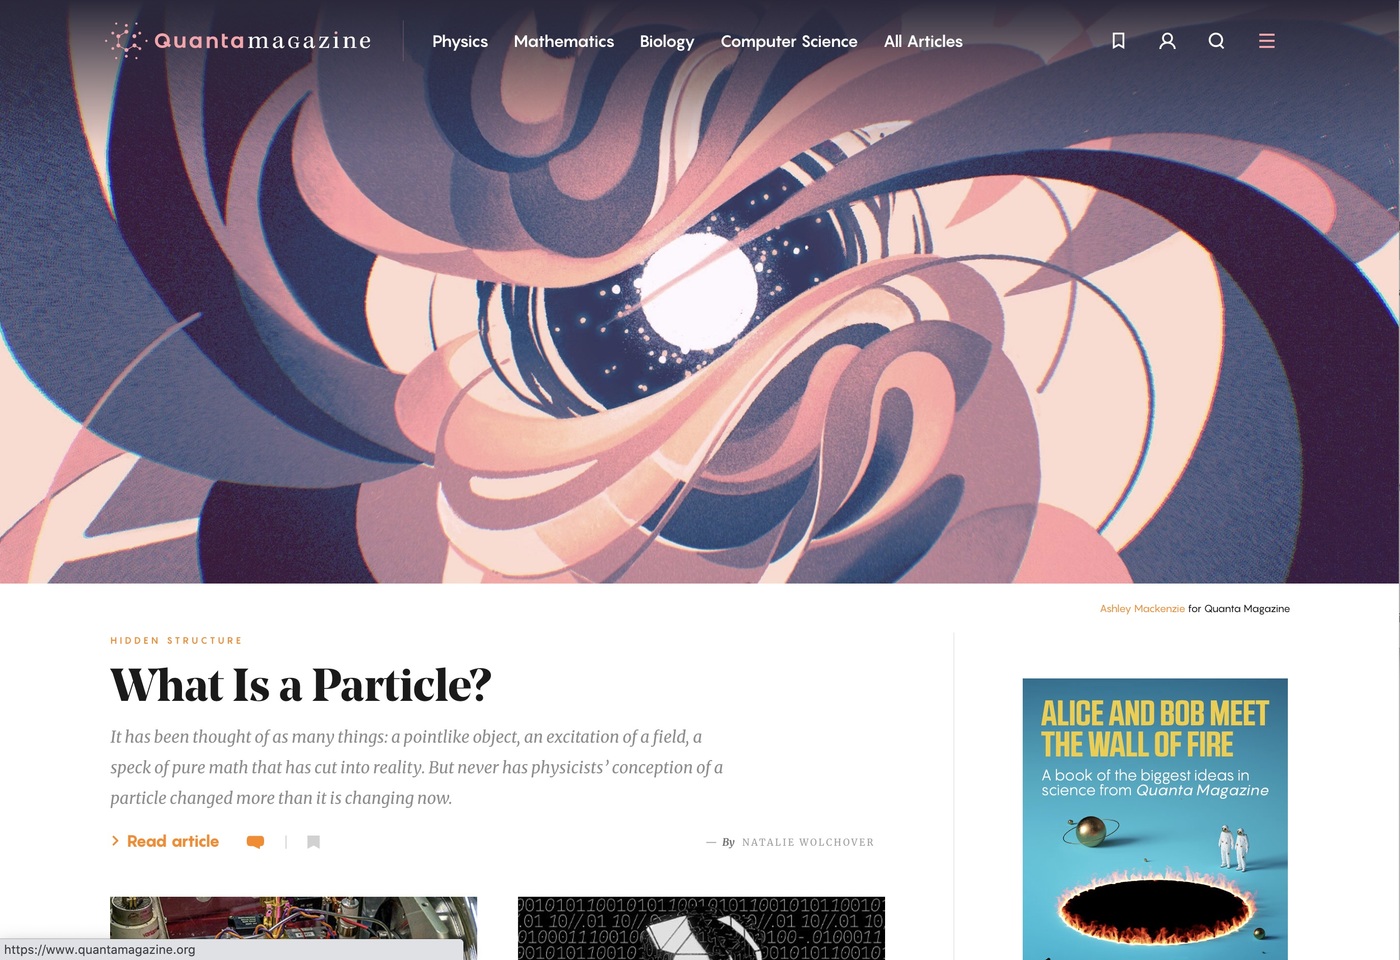 Quantamagazine
Physics Mathematics Biology Computer Science All Articles
Ashley Mackenzie for Quanta Magazine
HIDDEN STRUCTURE
What Is a Particle?
It has been thought of as many things: a pointlike object, an excitation of a field, a
speck of pure math that has cut into reality. But never has physicists’ conception of a
particle changed more than it is changing now.
Read article
— By NATALIE WOLCHOVER
ALICE AND BOB MEET
THE WALL OF FIRE
A book of the biggest ideas in
science from Quanta Magazine
https://www.quantamagazine.org